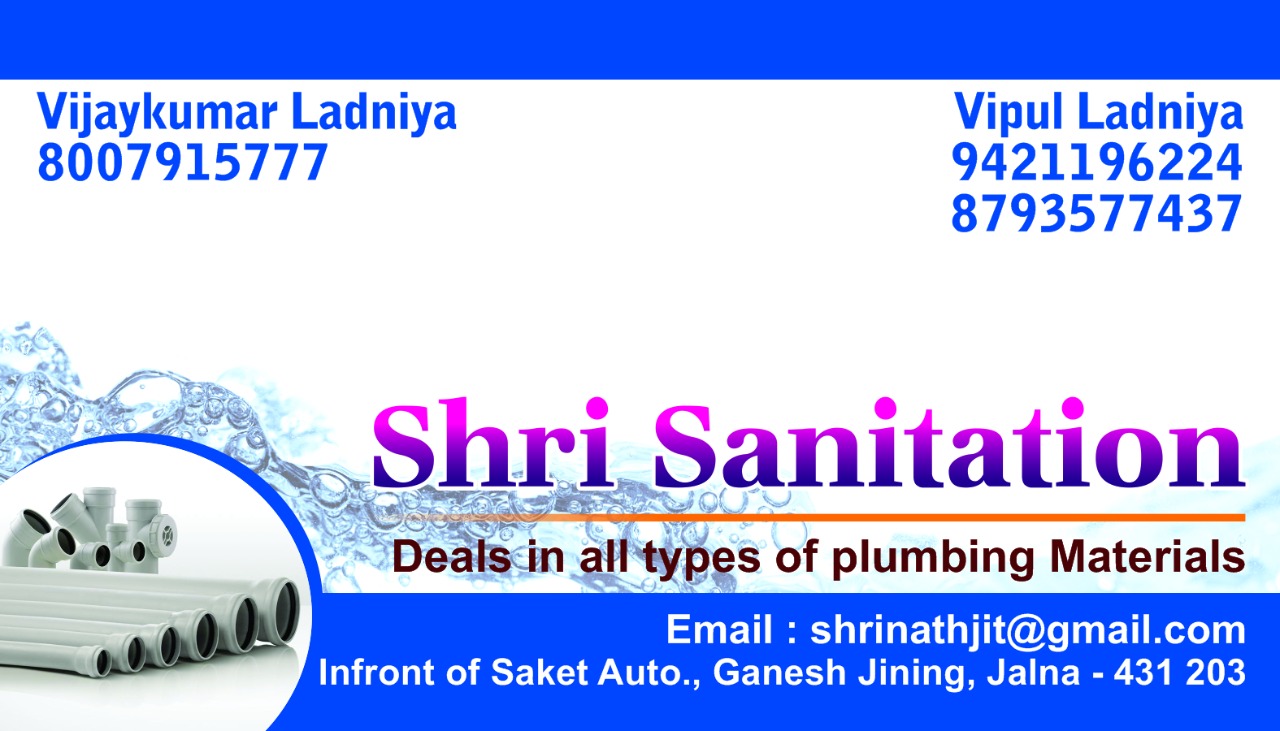 Vijaykumar Ladniya
8007915777
Vipul Ladniya
9421196224
8793577437
Shri Sanitation
Deals in all types of plumbing Materials
Email : shrinathjit@gmail.com
Infront of Saket Auto., Ganesh Jining, Jalna - 431 203